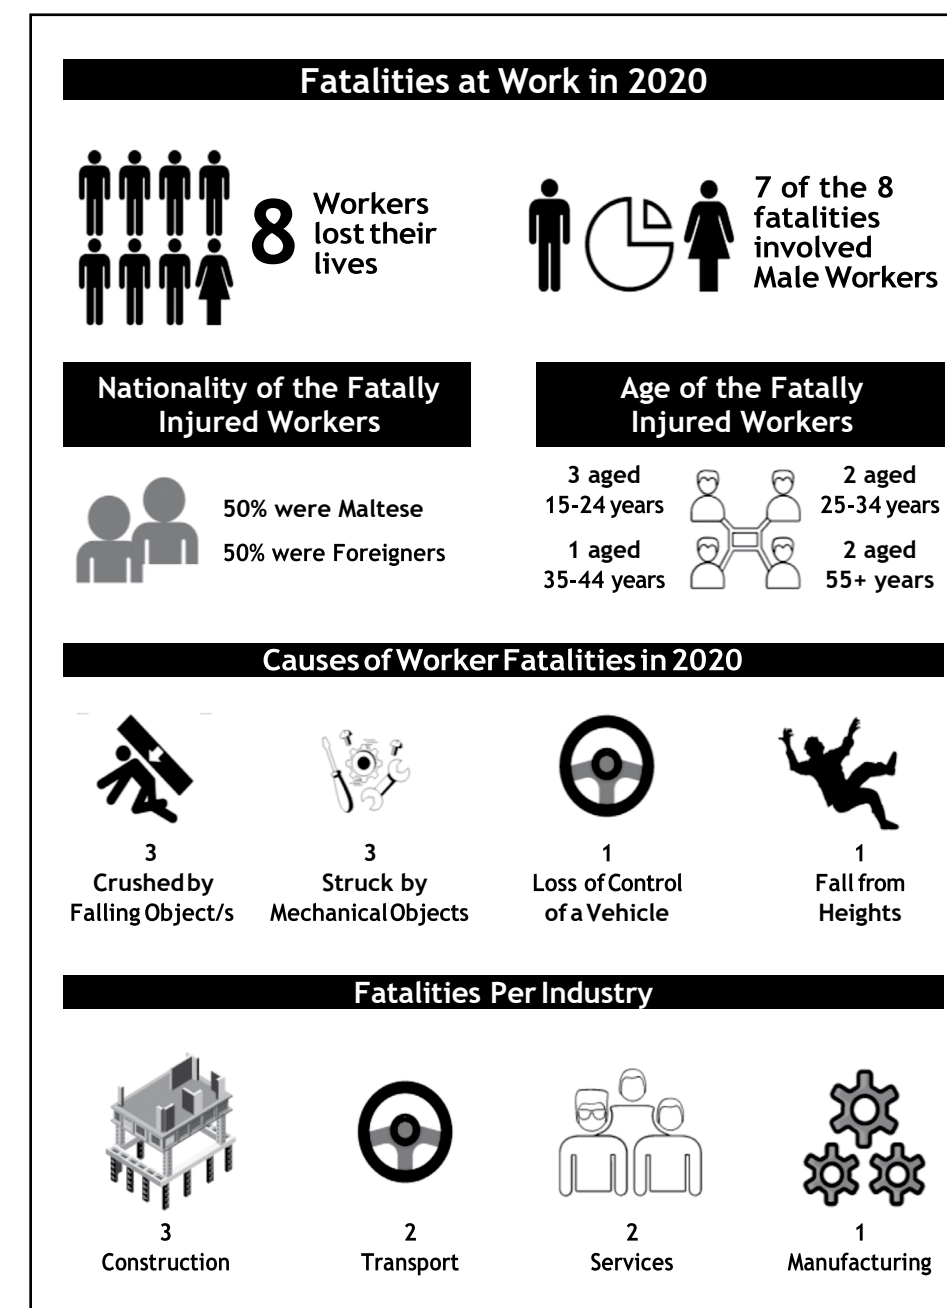 Fatalities at Work in 2020
8
Workers
lost their
lives
7 of the 8
fatalities
involved
Male Workers
Nationality of the Fatally
Injured Workers
50% were Maltese
50% were Foreigners
Age of the Fatally
Injured Workers
3 aged
15-24 years
2 aged
25-34 years
1 aged
35-44 years
2 aged
55+ years
Causes of Worker Fatalities in 2020
3
Crushed by
Falling Object/s
3
Struck by
Mechanical Objects
1
Loss of Control
of a Vehicle
1
Fall from
Heights
Fatalities Per Industry
3
Construction
2
Transport
2
Services
1
Manufacturing